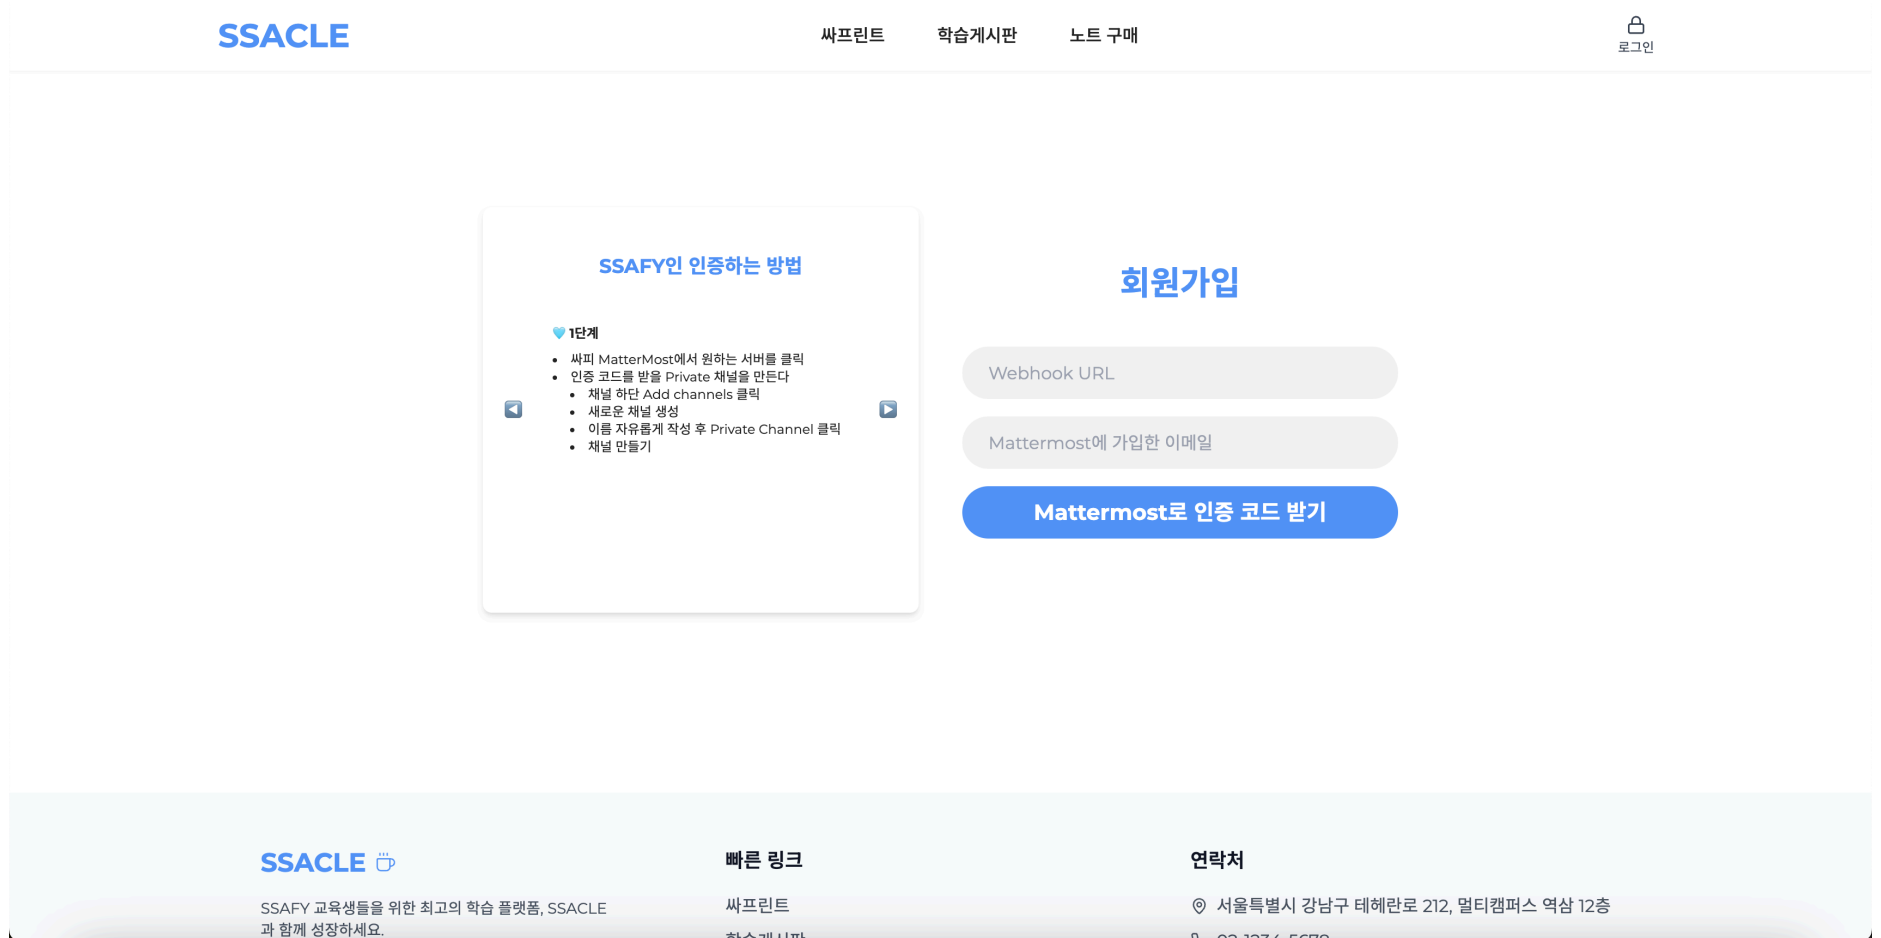 SSACLE
싸프린트
학습게시판
노트 구매
로그인
SSAFY인 인증하는 방법
🩵 1단계
• 싸피 MatterMost에서 원하는 서버를 클릭
• 인증 코드를 받을 Private 채널을 만든다
• 채널 하단 Add channels 클릭
• 새로운 채널 생성
• 이름 자유롭게 작성 후 Private Channel 클릭
• 채널 만들기
회원가입
Webhook URL
Mattermost에 가입한 이메일
Mattermost로 인증 코드 받기
SSACLE
SSAFY 교육생들을 위한 최고의 학습 플랫폼, SSACLE
과 함께 성장하세요.
빠른 링크
싸프린트
학습게시판
연락처
서울특별시 강남구 테헤란로 212, 멀티캠퍼스 역삼 12층
02-1234-5678